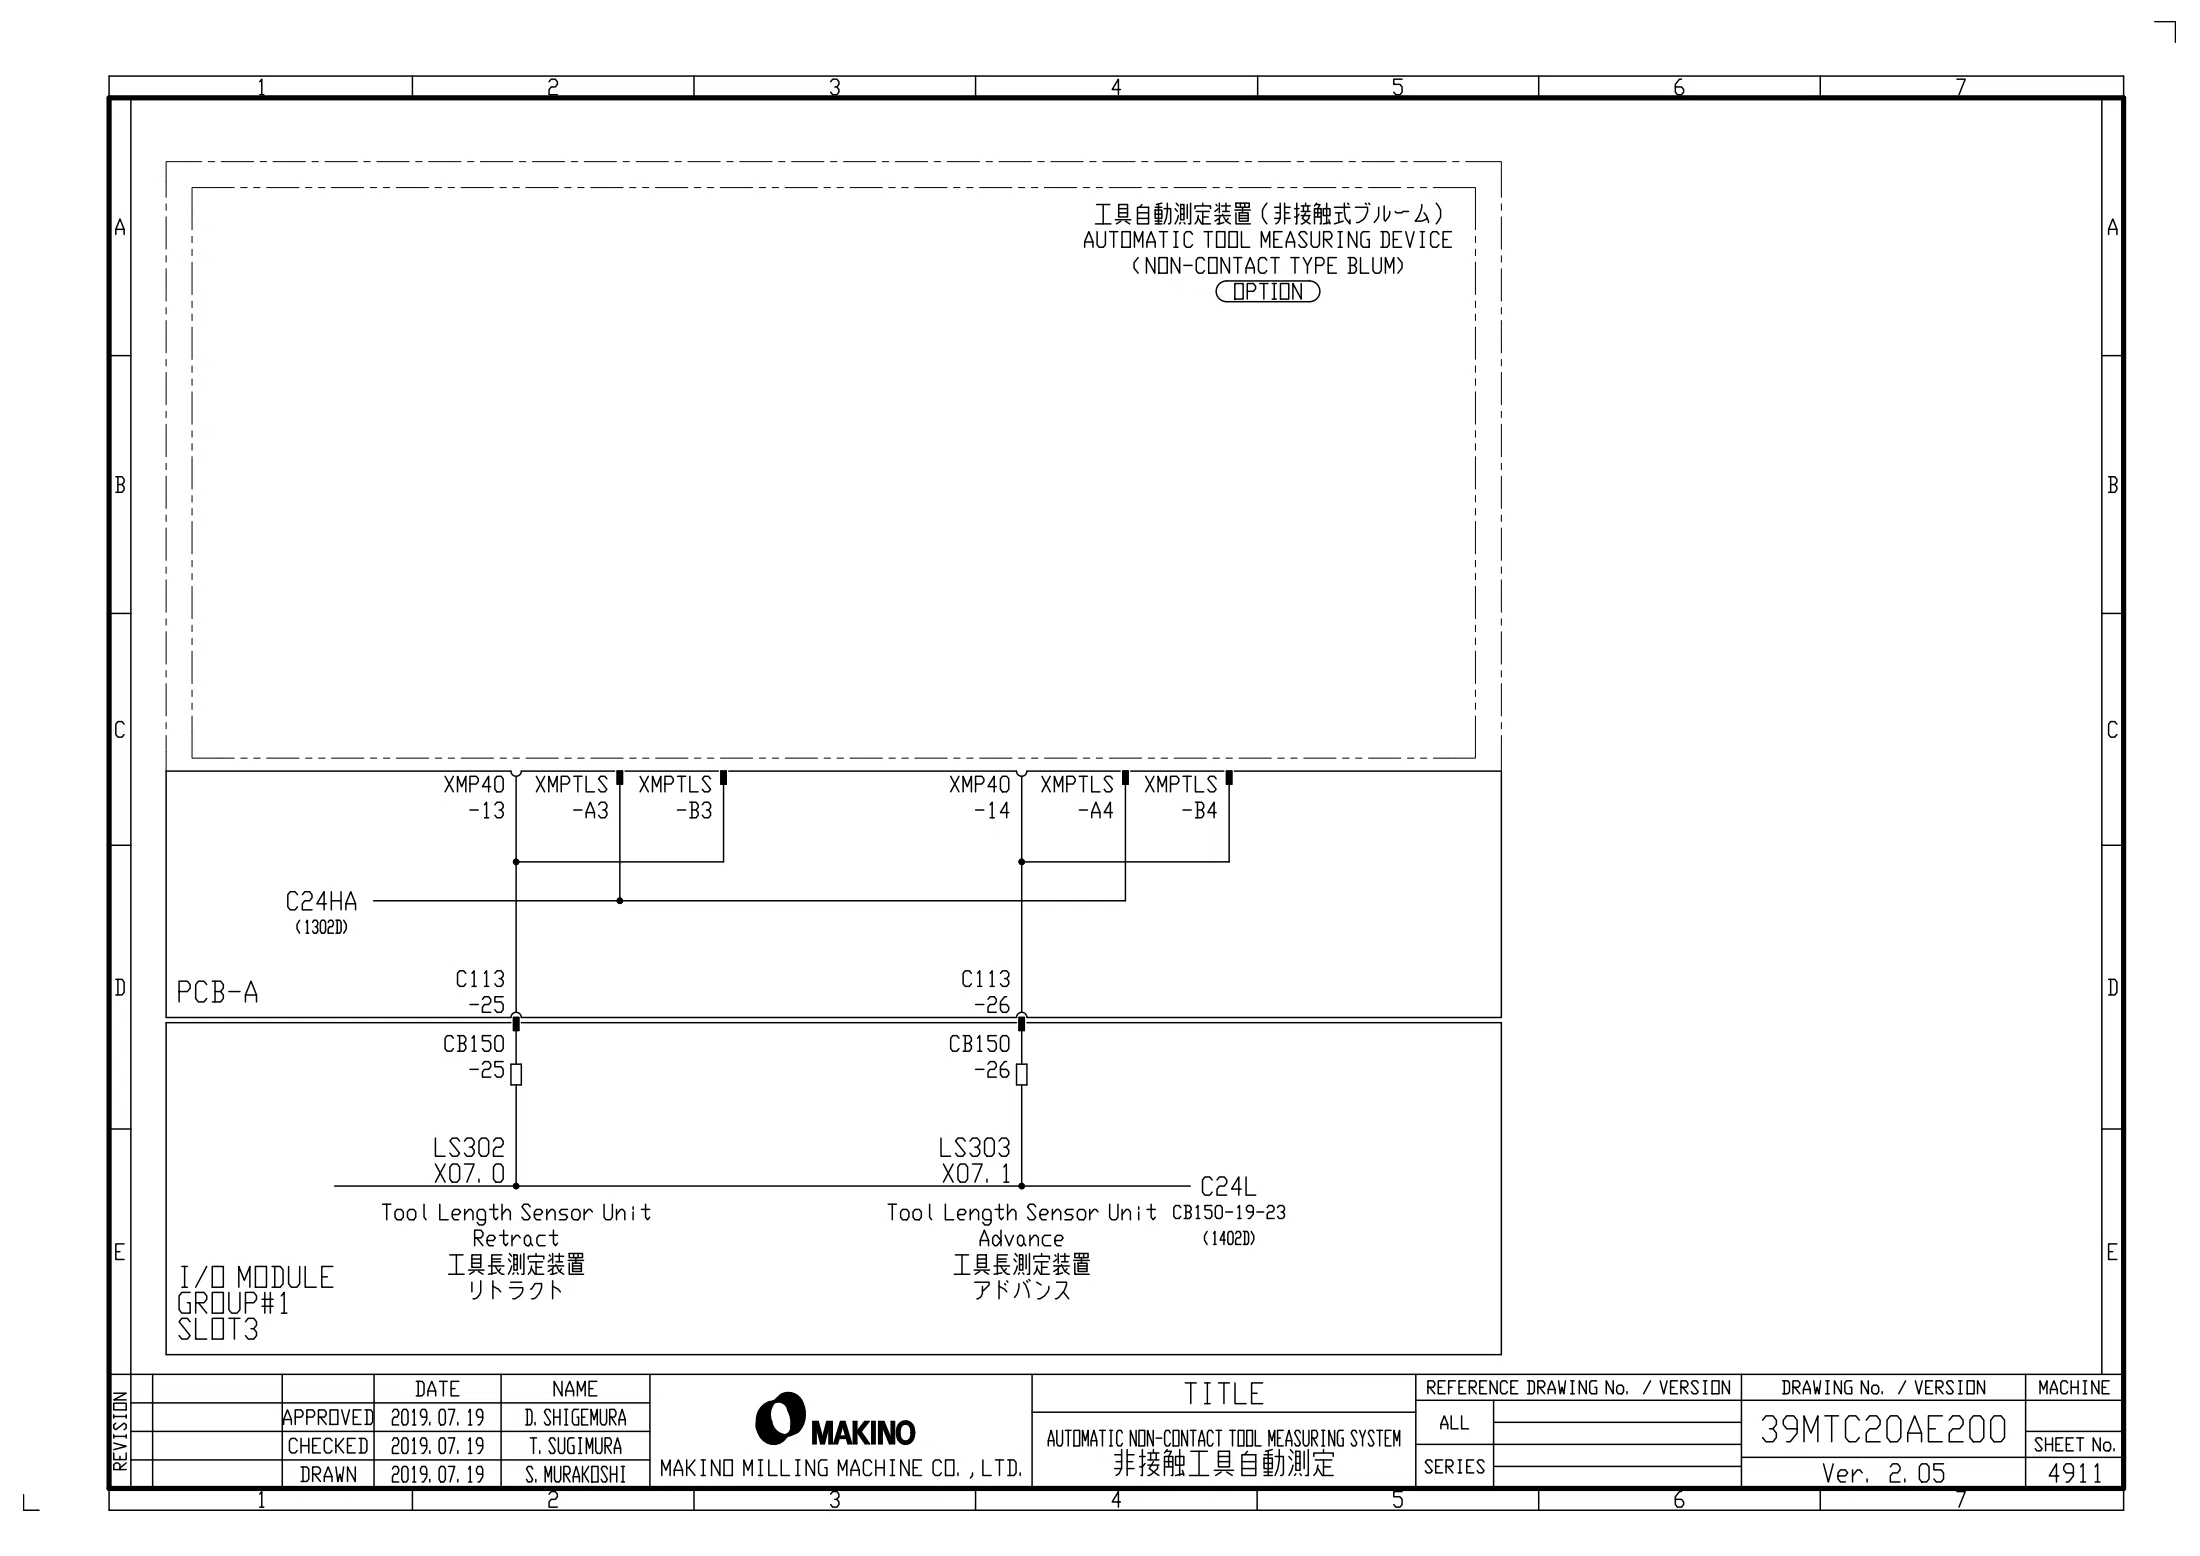 1 2 3 4 5 6 7
A A
工具自動測定装置(非接触式ブルーム)
AUTOMATIC TOOL MEASURING DEVICE
(NON-CONTACT TYPE BLUM)
OPTION
B B
C C
XMP40 XMPTLS XMPTLS XMP40 XMPTLS XMPTLS
-13 -A3 -B3 -14 -A4 -B4
C24HA
(1302D)
C113 C113
-25 -26
PCB-A
D D
CB150 CB150
-25 -26
LS302 LS303
X07.0 X07.1
C24L
CB150-19-23
(1402D)
Tool Length Sensor Unit
Retract
工具長測定装置
リトラクト
Tool Length Sensor Unit
Advance
工具長測定装置
アドバンス
E E
I/O MODULE
GROUP#1
SLOT3
REVISION
DATE NAME
APPROVED 2019.07.19 D. SHIGEMURA
CHECKED 2019.07.19 T. SUGIMURA
DRAWN 2019.07.19 S. MURAKOSHI
MAKINO
MAKINO MILLING MACHINE CO.,LTD.
TITLE
AUTOMATIC NON-CONTACT TOOL MEASURING SYSTEM
非接触工具自動測定
REFERENCE DRAWING No. / VERSION
ALL
SERIES
DRAWING No. / VERSION
39MTC20AE200
Ver. 2.05
MACHINE
SHEET No.
4911
1 2 3 4 5 6 7